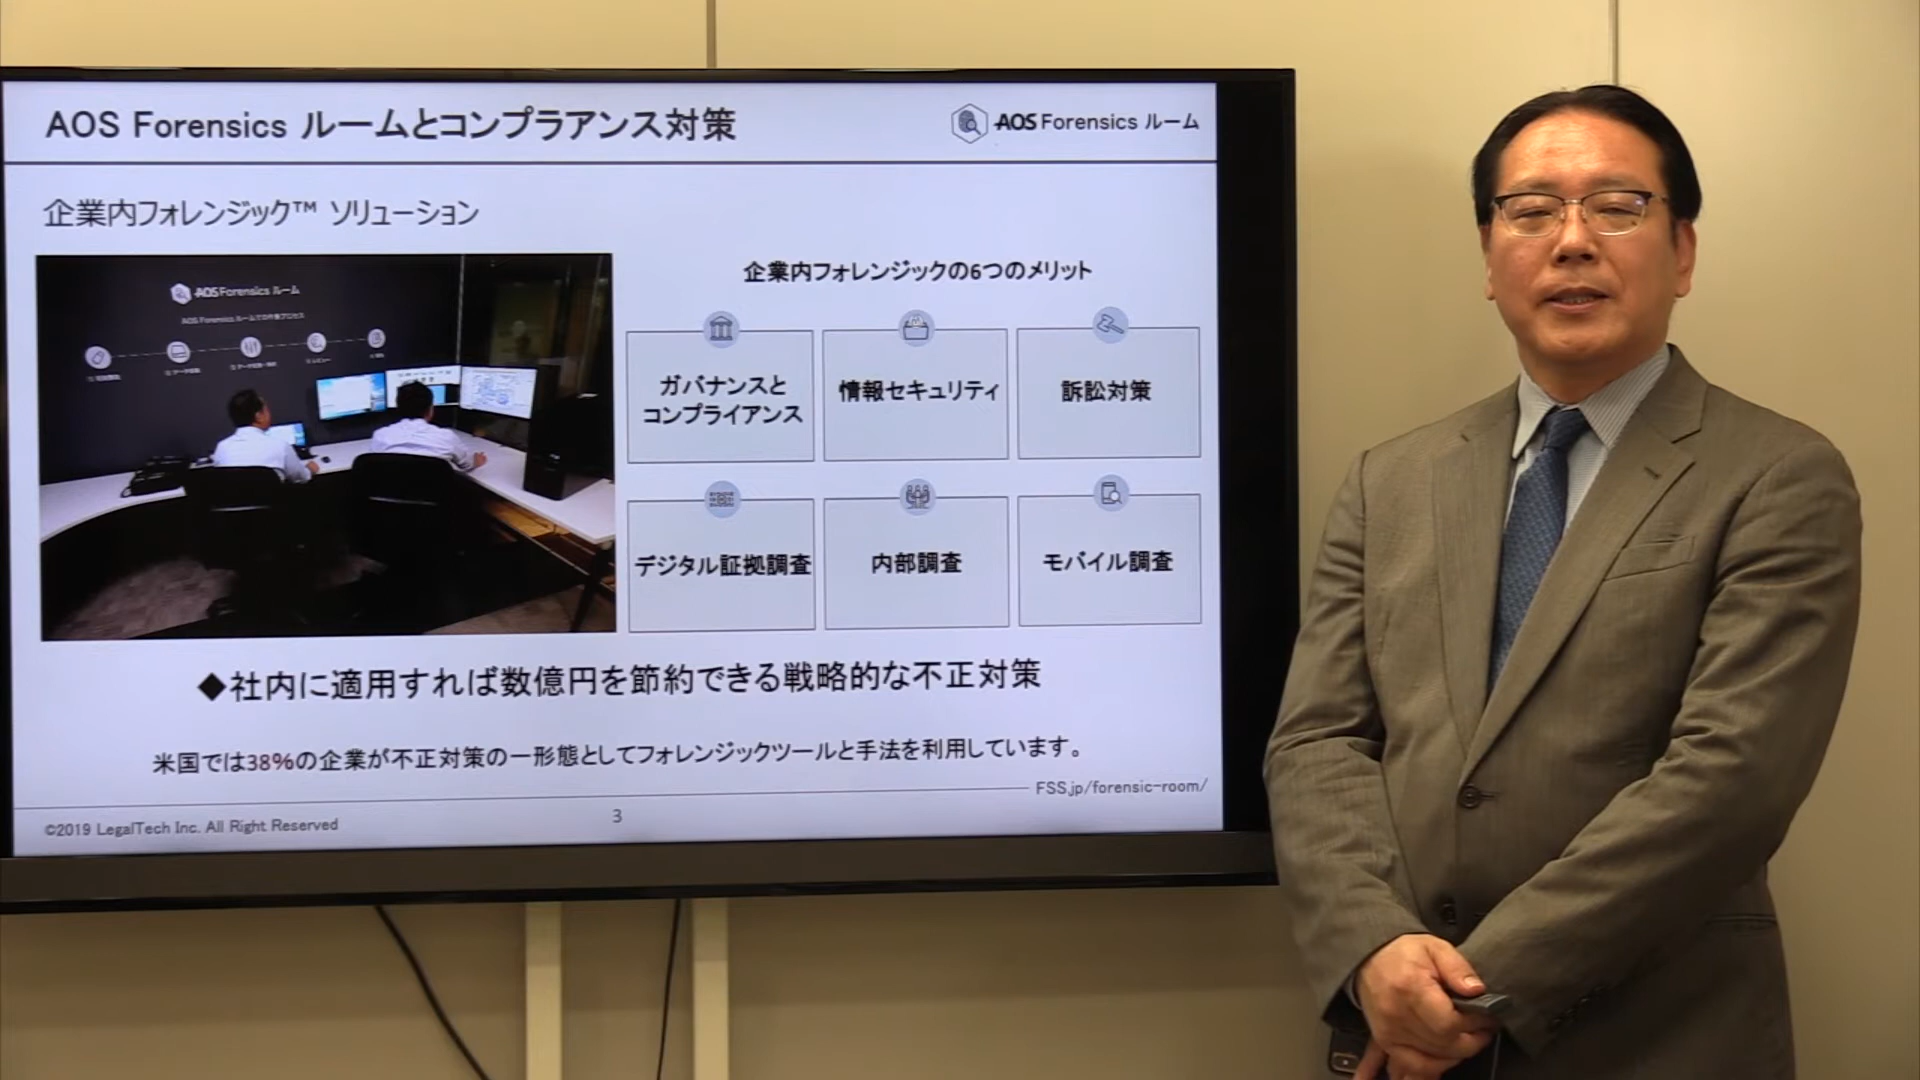 AOS Forensics ルームとコンプラアンス対策
AOS Forensics ルーム
企業内フォレンジック™ ソリューション
AOS Forensics ルーム
企業内フォレンジックの6つのメリット
ガバナンスと
コンプライアンス
情報セキュリティ
訴訟対策
デジタル証拠調査
内部調査
モバイル調査
◆社内に適用すれば数億円を節約できる戦略的な不正対策
米国では38%の企業が不正対策の一形態としてフォレンジックツールと手法を利用しています。
FSS.jp/forensic-room/
©2019 LegalTech Inc. All Right Reserved
3